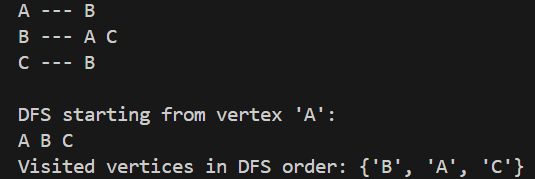 A --- B
B --- A C
C --- B
DFS starting from vertex 'A':
A B C
Visited vertices in DFS order: {'B', 'A', 'C'}